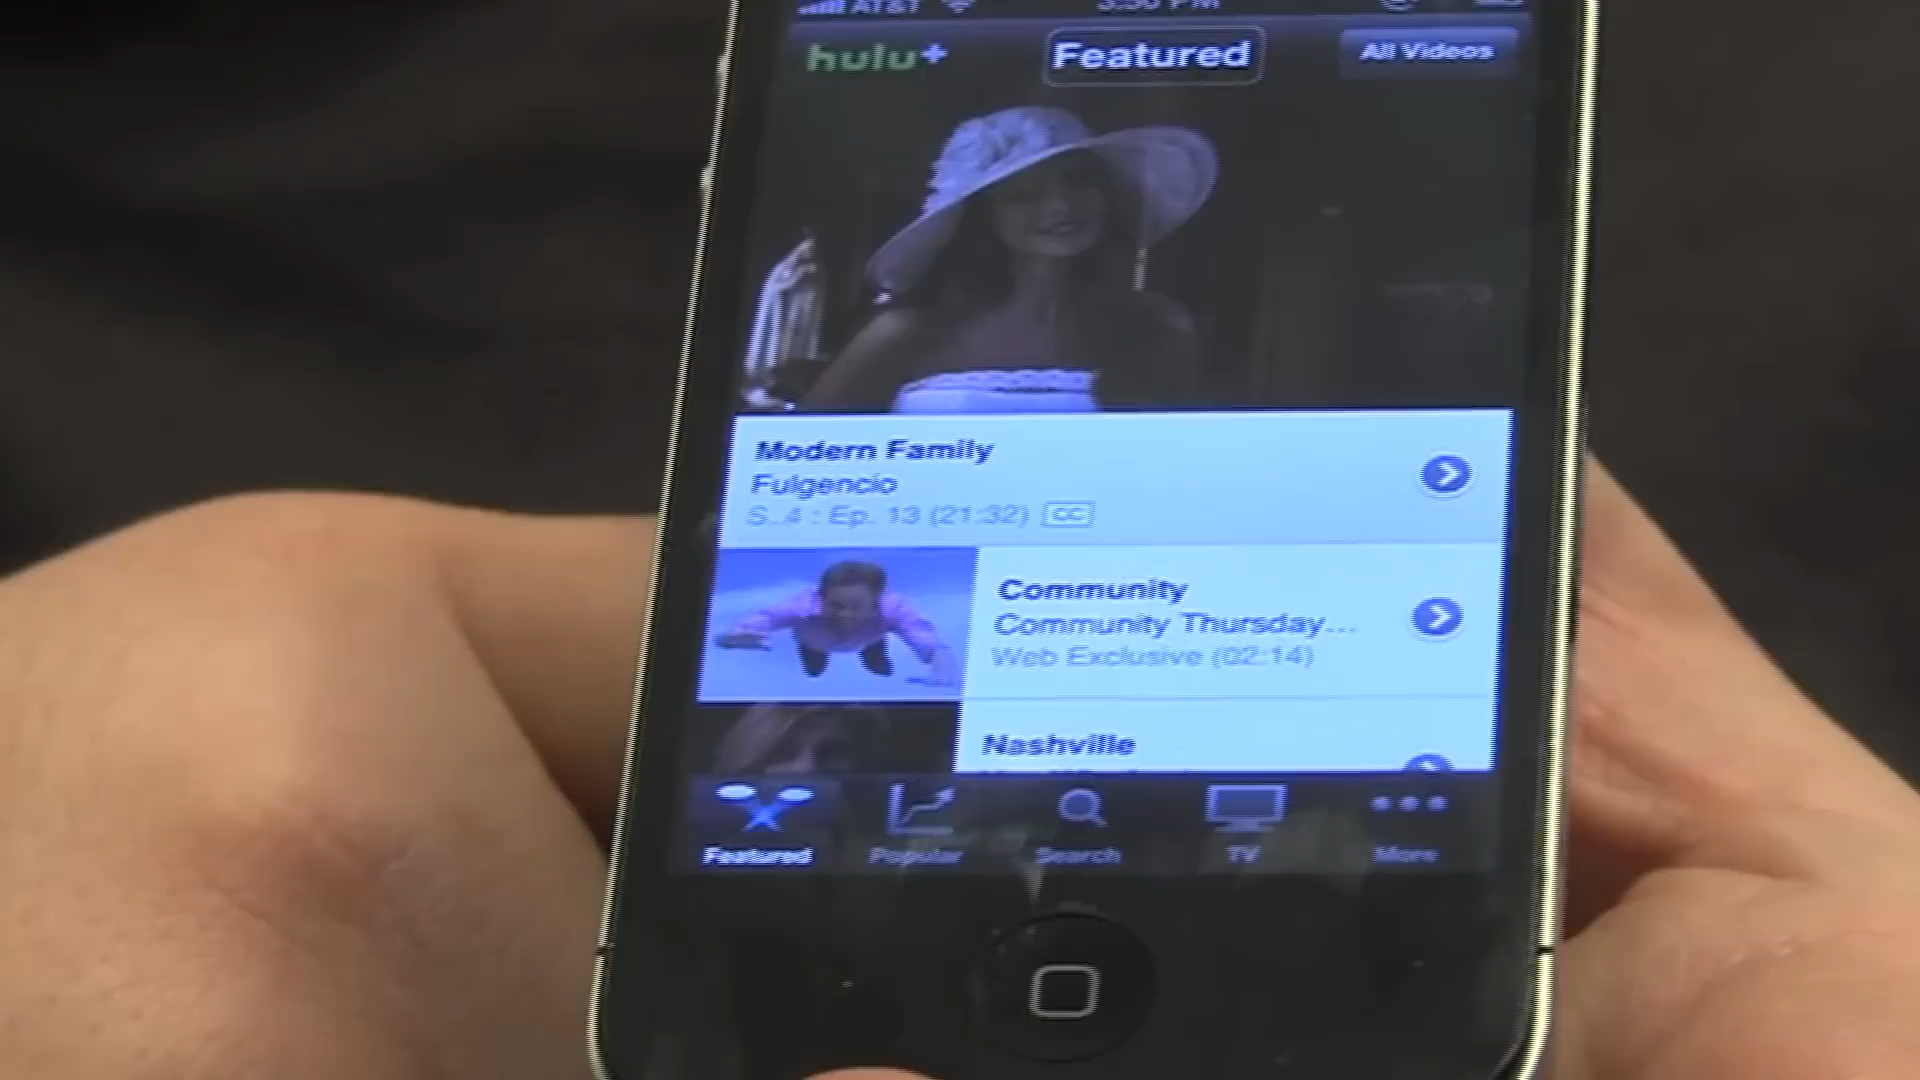 AT&T 3:50 PM
hulu+ Featured All Videos
Modern Family
Fulgencio
S..4 : Ep. 13 (21:32) CC
Community
Community Thursday...
Web Exclusive (02:14)
Nashville
Featured Popular Search TV More